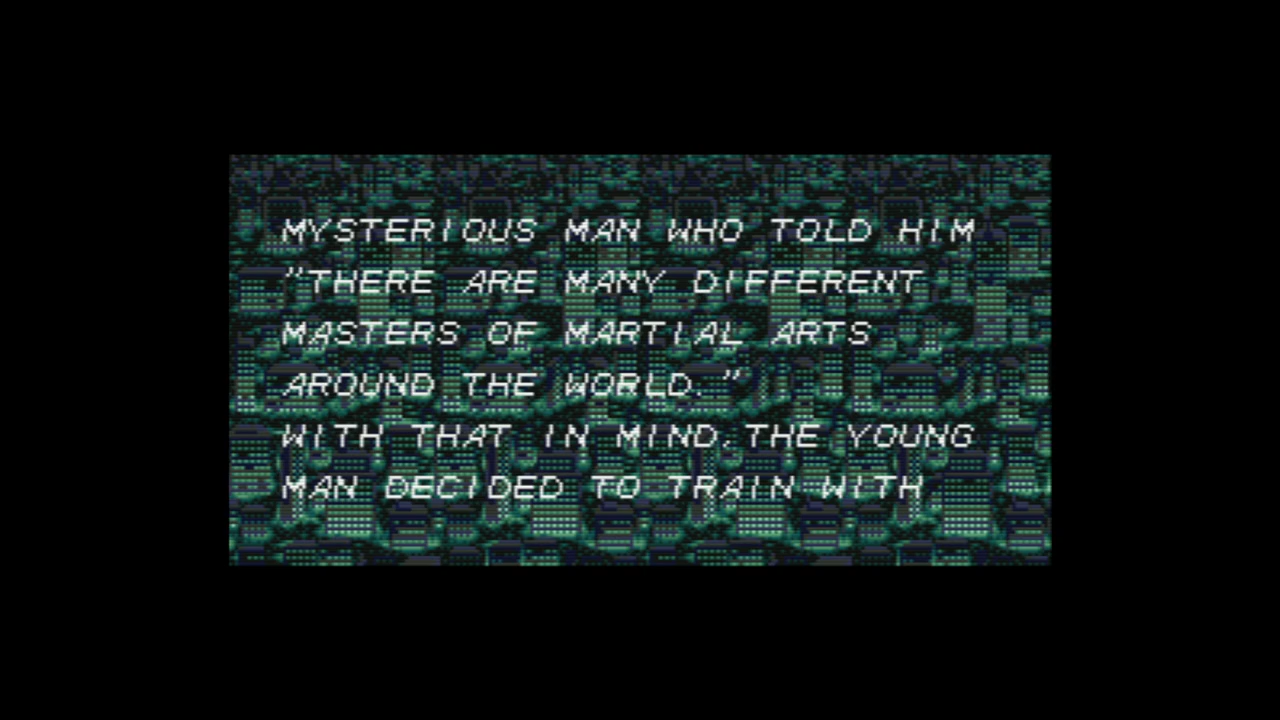 MYSTERIOUS MAN WHO TOLD HIM
"THERE ARE MANY DIFFERENT
MASTERS OF MARTIAL ARTS
AROUND THE WORLD."
WITH THAT IN MIND,THE YOUNG
MAN DECIDED TO TRAIN WITH